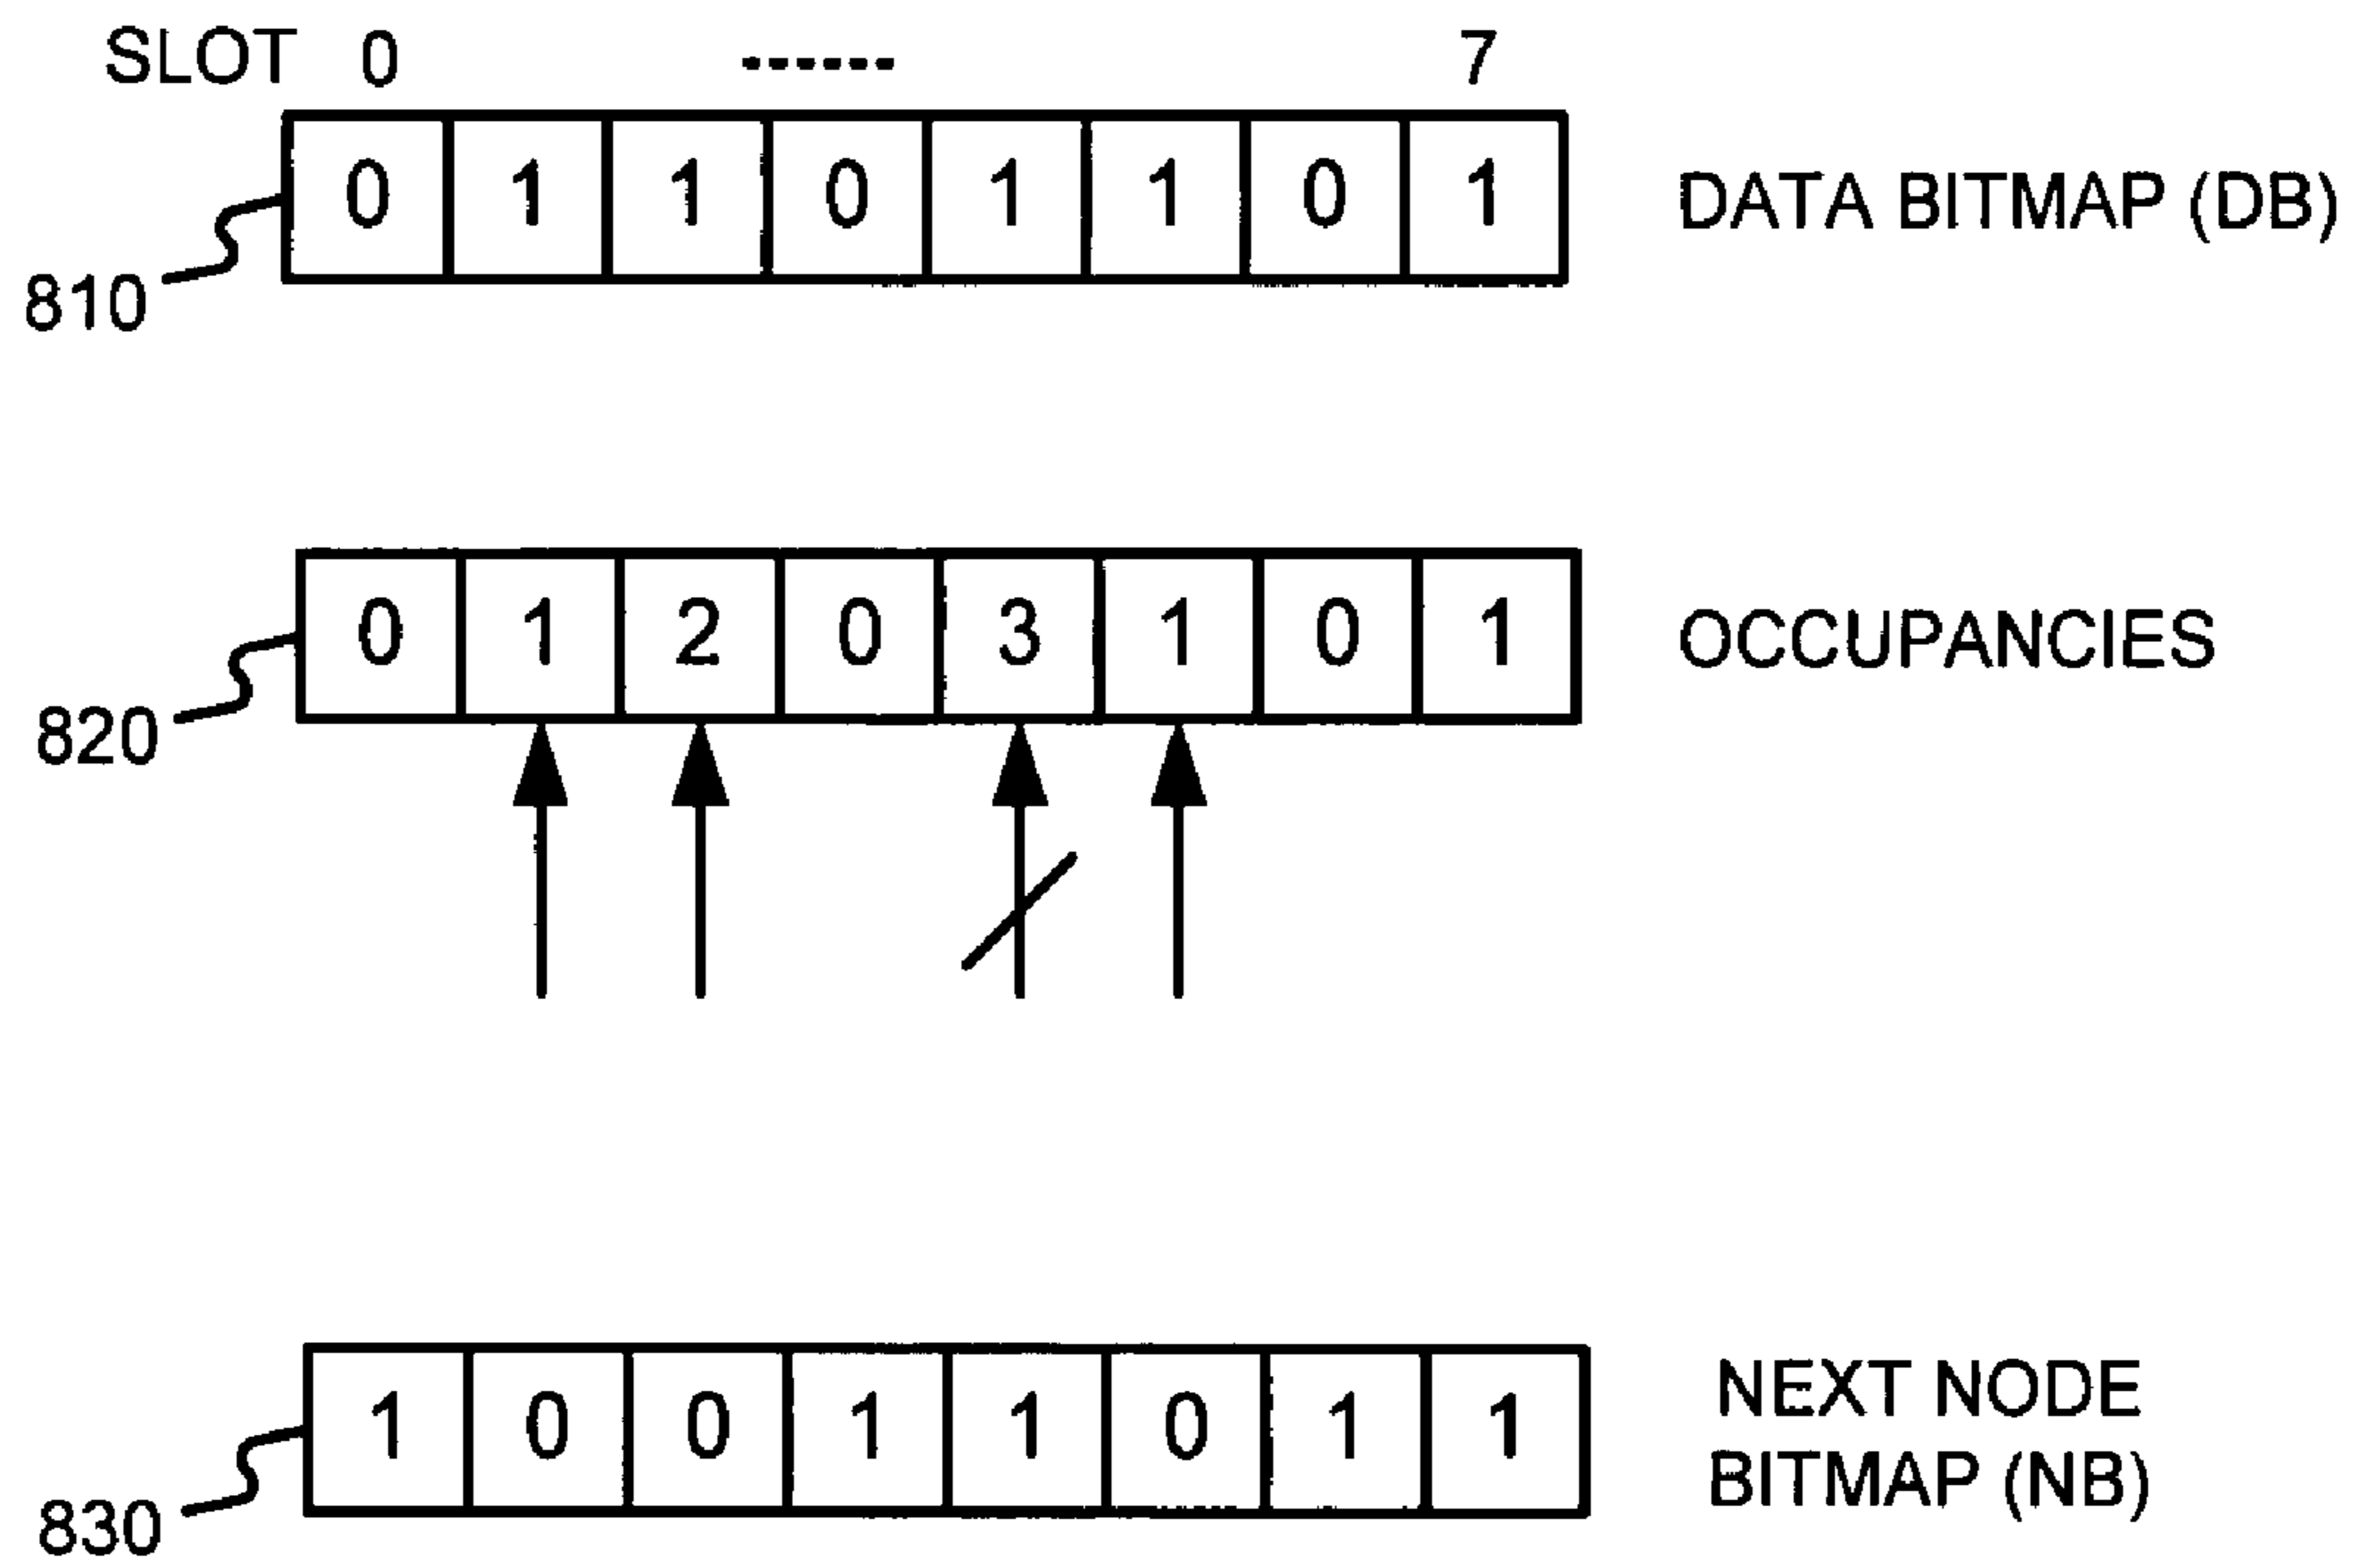 SLOT 0 ------ 7
0 1 1 0 1 1 0 1
DATA BITMAP (DB)
810
0 1 2 0 3 1 0 1
OCCUPANCIES
820
1 0 0 1 1 0 1 1
NEXT NODE
BITMAP (NB)
830